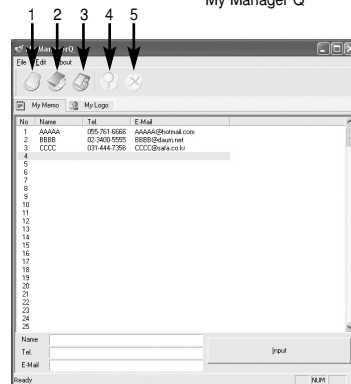 My Manager Q
1 2 3 4 5
My ManagerQ
File Edit About
My Memo My Logo
No Name Tel. E-Mail
1 AAAAA 055-761-6666 AAAAA@hotmail.com
2 BBBB 02-3400-5555 BBBB@daum.net
3 CCCC 031-444-7356 CCCC@safa.co.kr
4
5
6
7
8
9
10
11
12
13
14
15
16
17
18
19
20
21
22
23
24
25
Name
Tel.
Input
E-Mail
Ready NUM